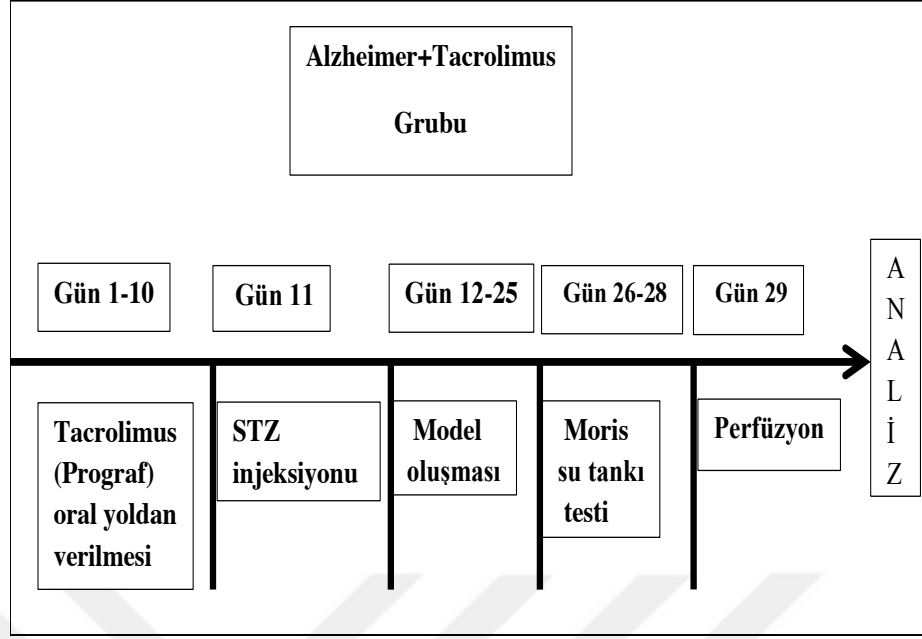 Alzheimer+Tacrolimus
Grubu
Gün 1-10
Gün 11
Gün 12-25
Gün 26-28
Gün 29
Tacrolimus
(Prograf)
oral yoldan
verilmesi
STZ
injeksiyonu
Model
oluşması
Moris
su tankı
testi
Perfüzyon
A
N
A
L
İ
Z